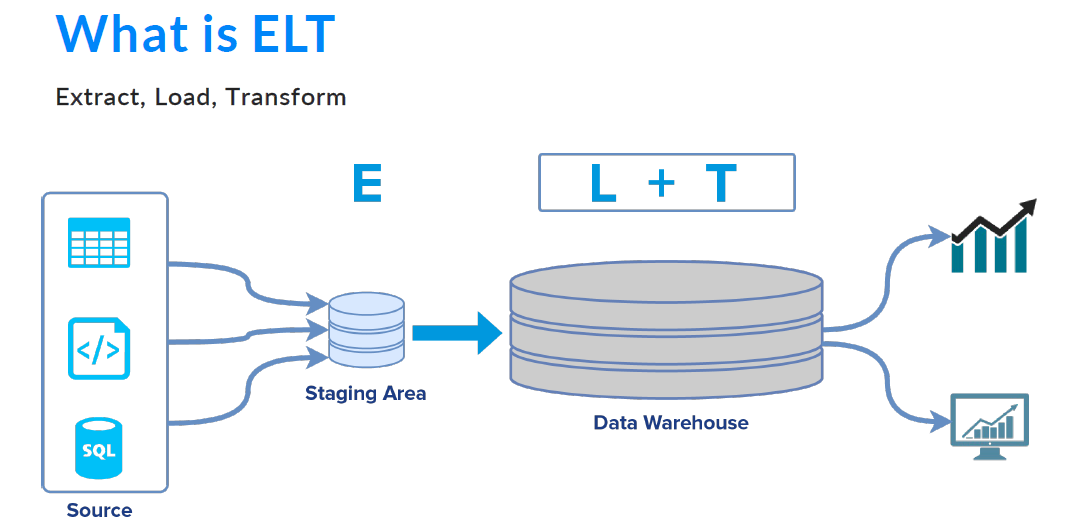 What is ELT
Extract, Load, Transform
E
L + T
</>
SQL
Staging Area
Data Warehouse
Source